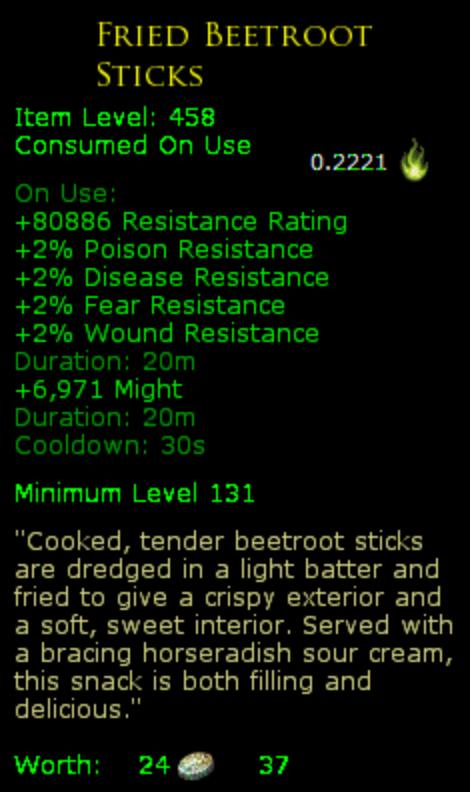 Fried Beetroot
Sticks
Item Level: 458
Consumed On Use
0.2221
On Use:
+80886 Resistance Rating
+2% Poison Resistance
+2% Disease Resistance
+2% Fear Resistance
+2% Wound Resistance
Duration: 20m
+6,971 Might
Duration: 20m
Cooldown: 30s
Minimum Level 131
"Cooked, tender beetroot sticks
are dredged in a light batter and
fried to give a crispy exterior and
a soft, sweet interior. Served with
a bracing horseradish sour cream,
this snack is both filling and
delicious."
Worth: 24 37